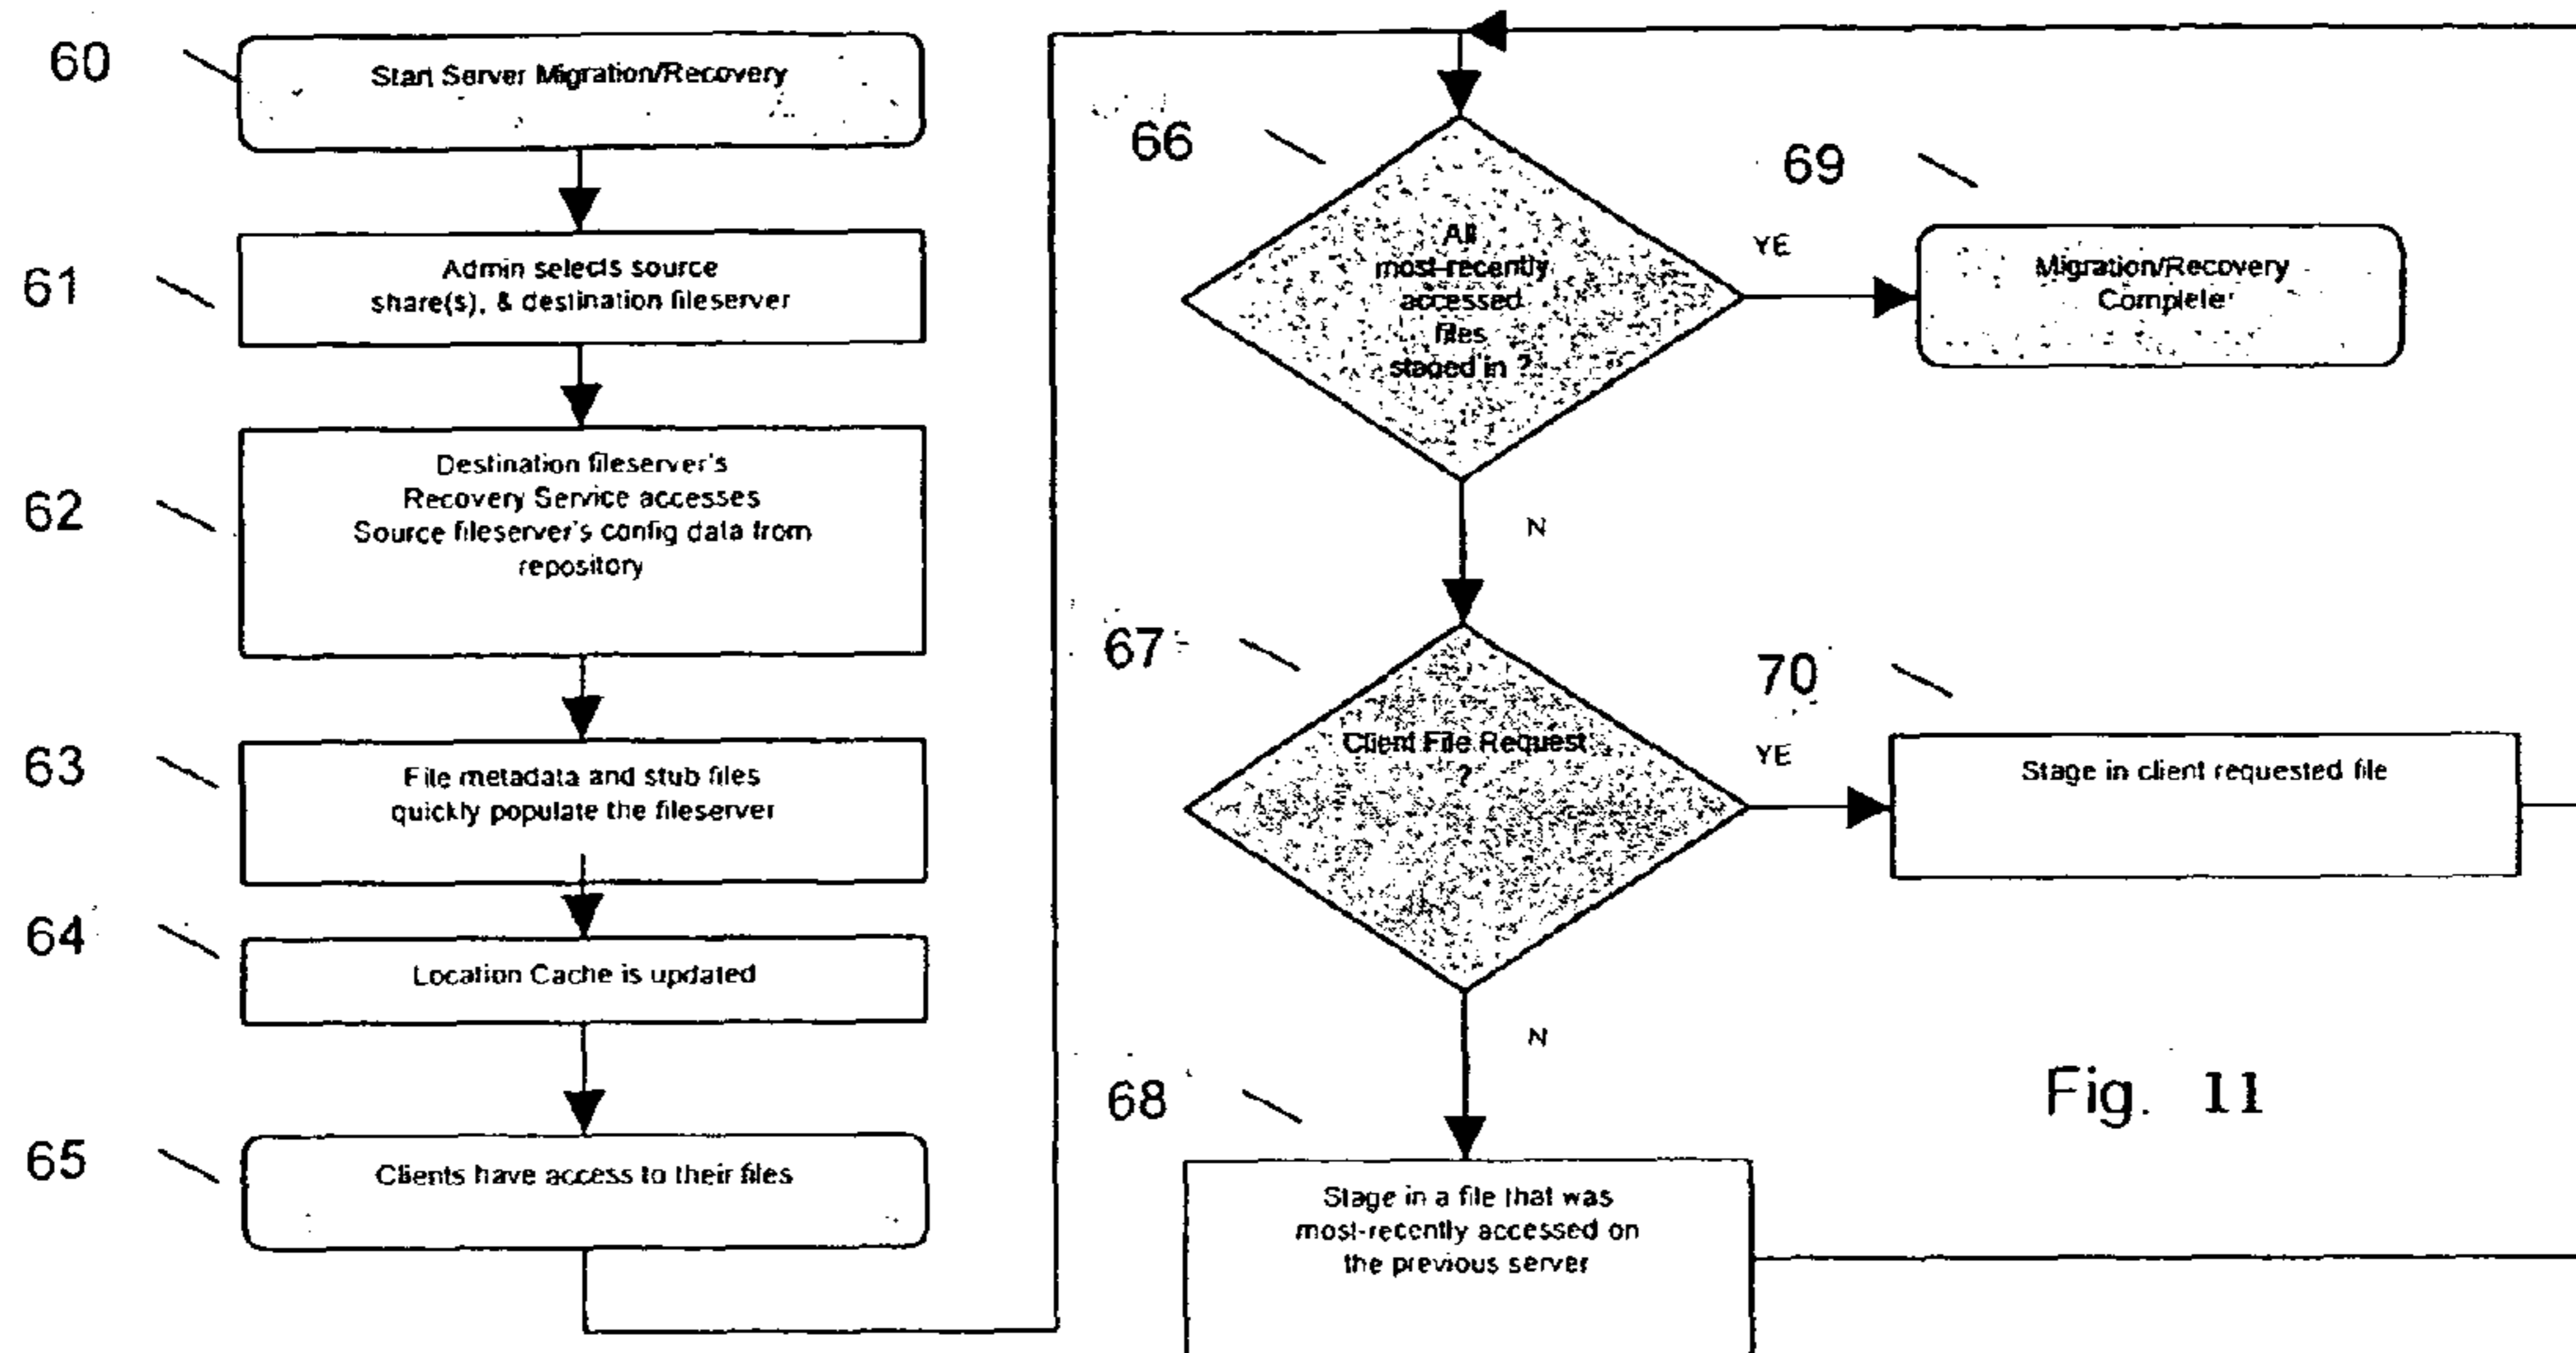 60
Start Server Migration/Recovery
61
Admin selects source
share(s), & destination fileserver
62
Destination fileserver's
Recovery Service accesses
Source fileserver's config data from
repository
63
File metadata and stub files
quickly populate the fileserver
64
Location Cache is updated
65
Clients have access to their files
66
All
most-recently
accessed
files
staged in ?
YE
69
Migration/Recovery
Complete
N
67
Client File Request
?
YE
70
Stage in client requested file
N
68
Stage in a file that was
most-recently accessed on
the previous server
Fig. 11